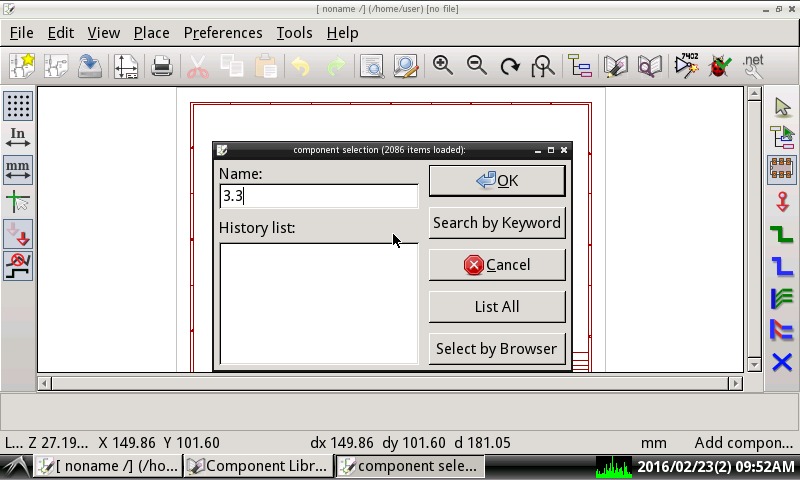 [ noname /] (/home/user) [no file]
File Edit View Place Preferences Tools Help
7402
.net
In
mm
component selection (2086 items loaded):
Name:
3.3
OK
History list:
Search by Keyword
Cancel
List All
Select by Browser
L... Z 27.19... X 149.86 Y 101.60 dx 149.86 dy 101.60 d 181.05 mm Add compon...
[ noname /] (/ho... Component Libr... component sele... 2016/02/23(2) 09:52AM